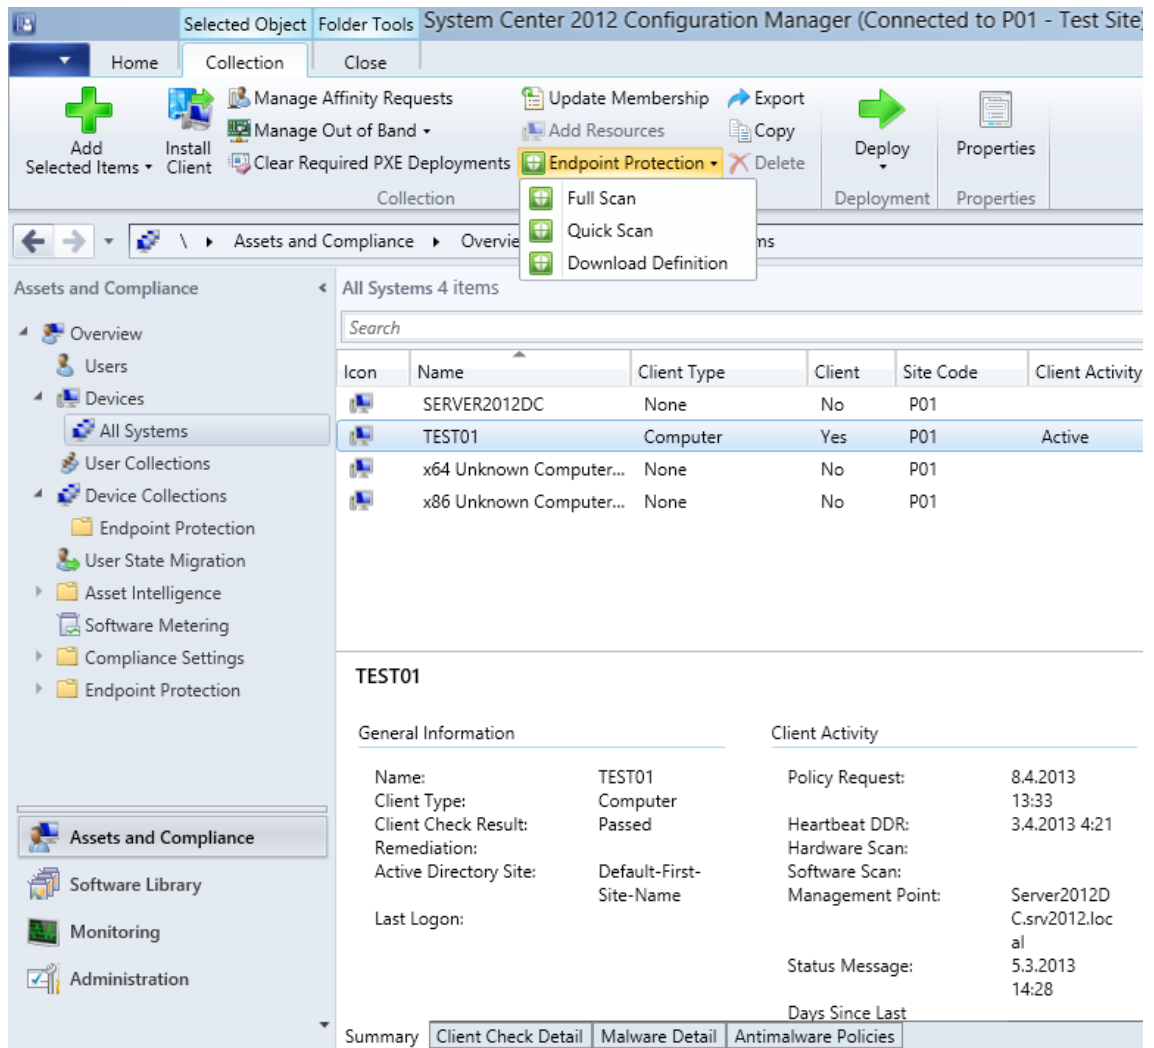 Selected Object Folder Tools System Center 2012 Configuration Manager (Connected to P01 - Test Site)
Home Collection Close
Add Selected Items
Install Client
Manage Affinity Requests
Manage Out of Band
Clear Required PXE Deployments
Update Membership
Add Resources
Endpoint Protection
Export
Copy
Delete
Deploy
Properties
Collection
Deployment
Properties
Full Scan
Quick Scan
Download Definition
\ Assets and Compliance Overvie ms
Assets and Compliance
Overview
Users
Devices
All Systems
User Collections
Device Collections
Endpoint Protection
User State Migration
Asset Intelligence
Software Metering
Compliance Settings
Endpoint Protection
Assets and Compliance
Software Library
Monitoring
Administration
All Systems 4 items
Search
Icon Name Client Type Client Site Code Client Activity
SERVER2012DC None No P01
TEST01 Computer Yes P01 Active
x64 Unknown Computer... None No P01
x86 Unknown Computer... None No P01
TEST01
General Information
Name: TEST01
Client Type: Computer
Client Check Result: Passed
Remediation:
Active Directory Site: Default-First-
Site-Name
Last Logon:
Client Activity
Policy Request: 8.4.2013
13:33
Heartbeat DDR: 3.4.2013 4:21
Hardware Scan:
Software Scan:
Management Point: Server2012D
C.srv2012.loc
al
Status Message: 5.3.2013
14:28
Days Since Last
Summary Client Check Detail Malware Detail Antimalware Policies